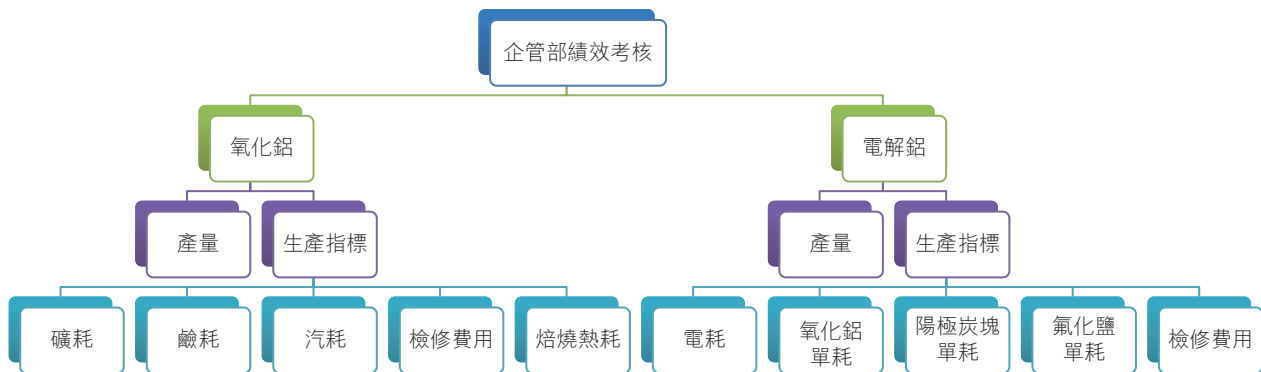 企管部績效考核
氧化鋁
電解鋁
產量
生產指標
產量
生產指標
礦耗
鹼耗
汽耗
檢修費用
焙燒熱耗
電耗
氧化鋁
單耗
陽極炭塊
單耗
氟化鹽
單耗
檢修費用